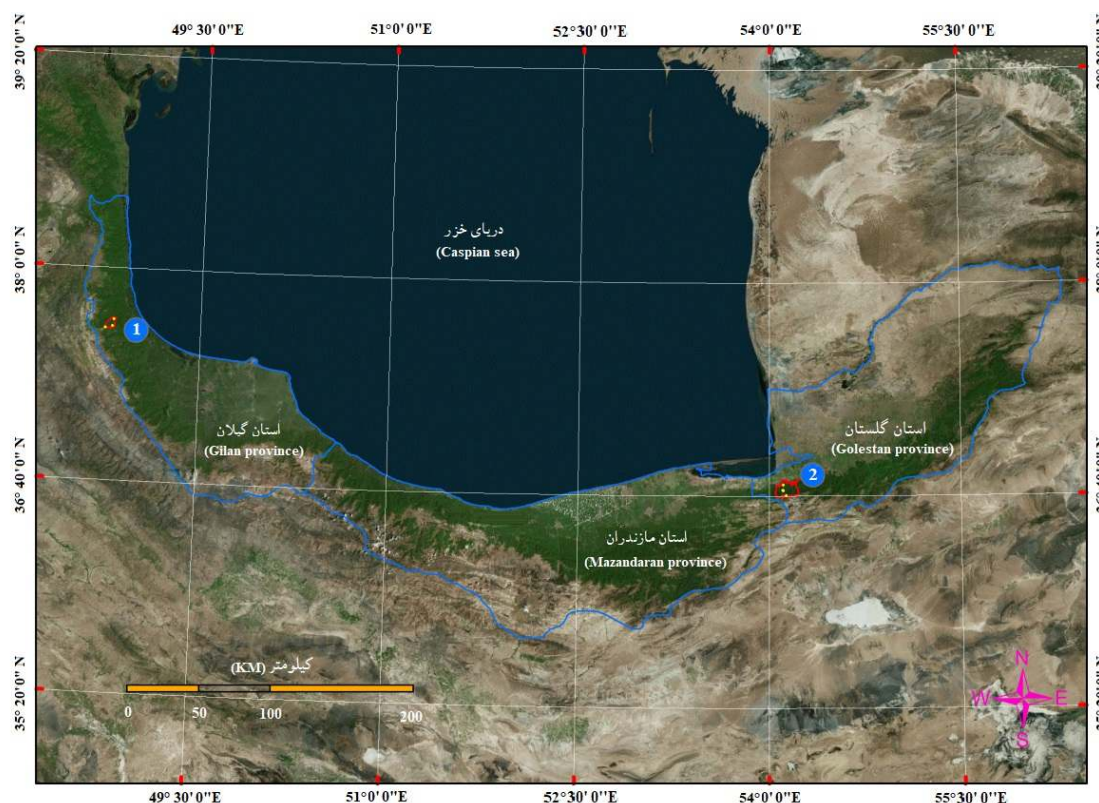 49°30'0"E 51°0'0"E 52°30'0"E 54°0'0"E 55°30'0"E
39°20'0" N
38°0'0" N
36°40'0" N
35°20'0" N
دریای خزر
(Caspian sea)
1
استان گیلان
(Gilan province)
استان گلستان
(Golestan province)
2
استان مازندران
(Mazandaran province)
کیلومتر (KM)
0 50 100 200
N
W E
S
49°30'0"E 51°0'0"E 52°30'0"E 54°0'0"E 55°30'0"E